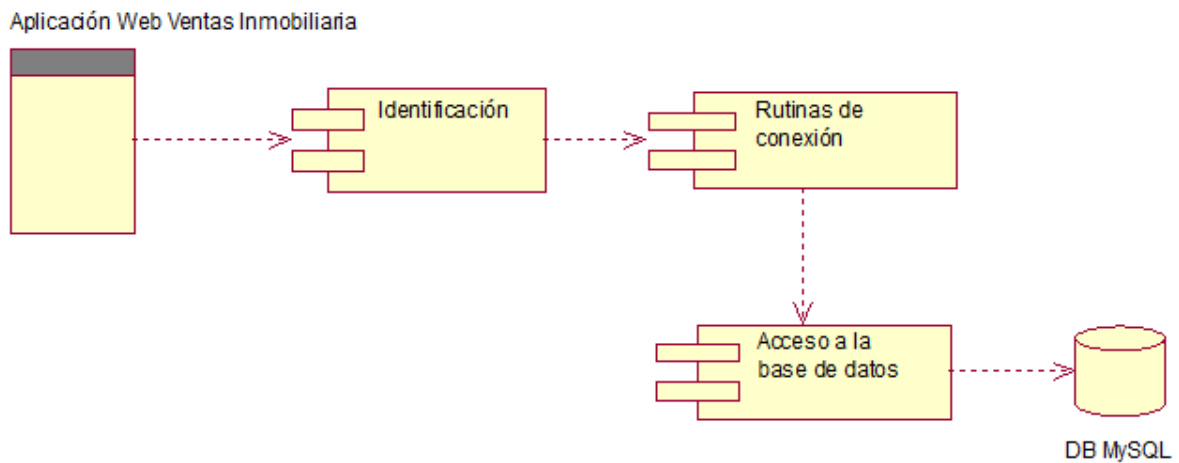 Aplicación Web Ventas Inmobiliaria
Identificación
Rutinas de
conexión
Acceso a la
base de datos
DB MySQL